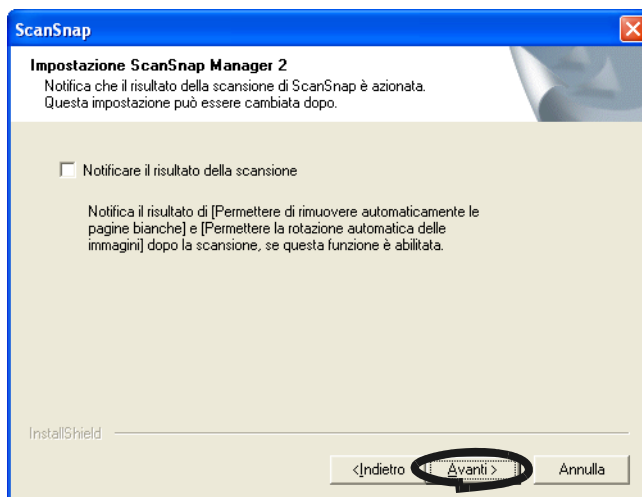 ScanSnap
Impostazione ScanSnap Manager 2
Notifica che il risultato della scansione di ScanSnap è azionata.
Questa impostazione può essere cambiata dopo.
Notificare il risultato della scansione
Notifica il risultato di [Permettere di rimuovere automaticamente le
pagine bianche] e [Permettere la rotazione automatica delle
immagini] dopo la scansione, se questa funzione è abilitata.
InstallShield
<Indietro Avanti > Annulla